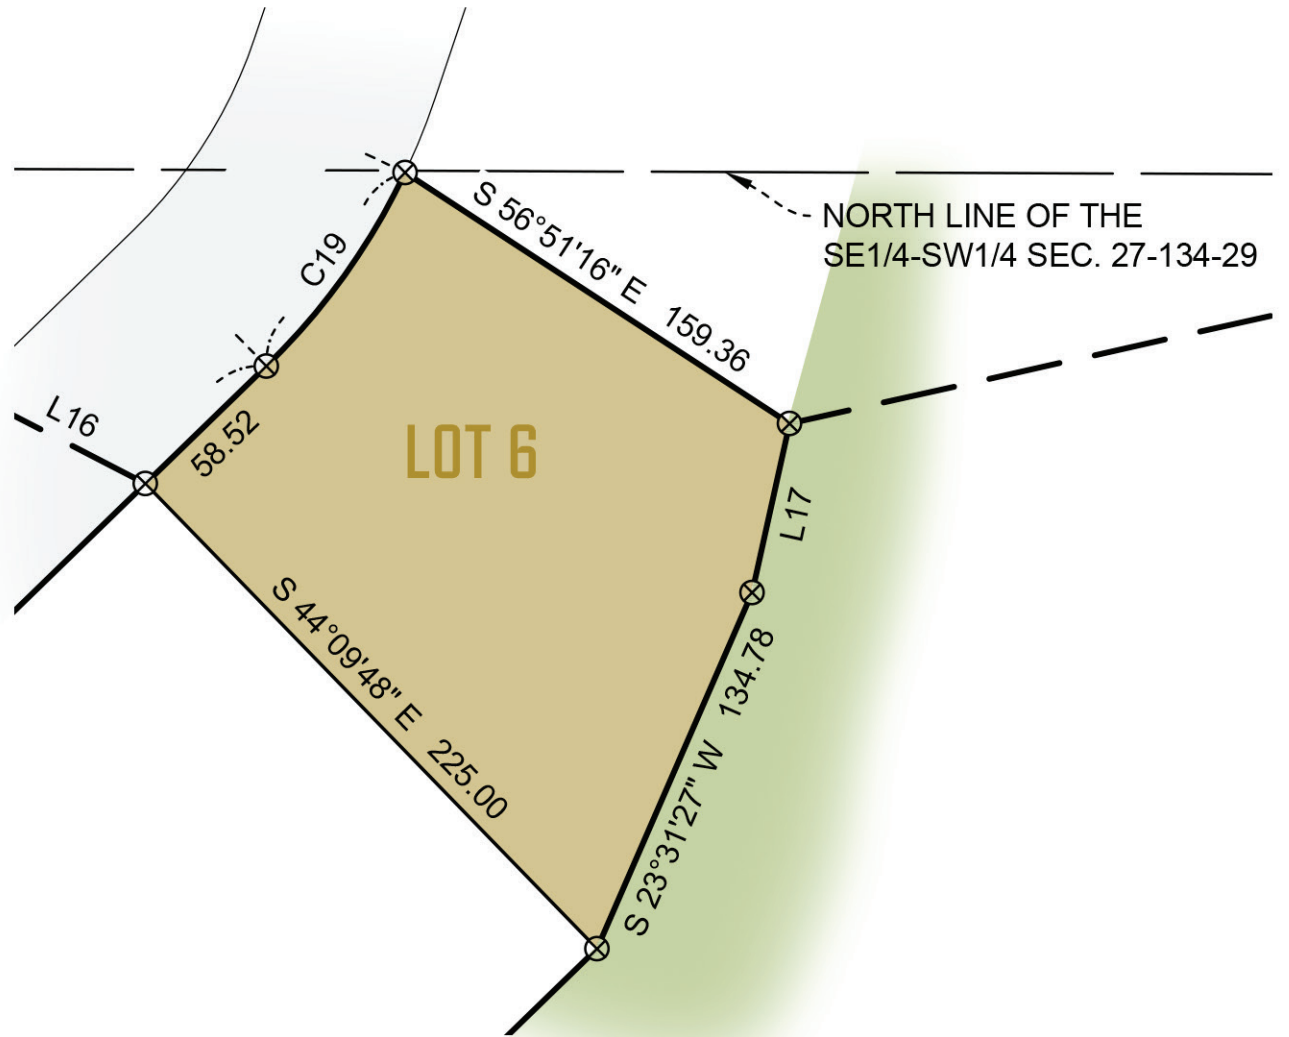 NORTH LINE OF THE
SE1/4-SW1/4 SEC. 27-134-29
S 56°51'16" E 159.36
C19
L16
58.52
LOT 6
L17
S 44°09'48" E 225.00
S 23°31'27" W 134.78